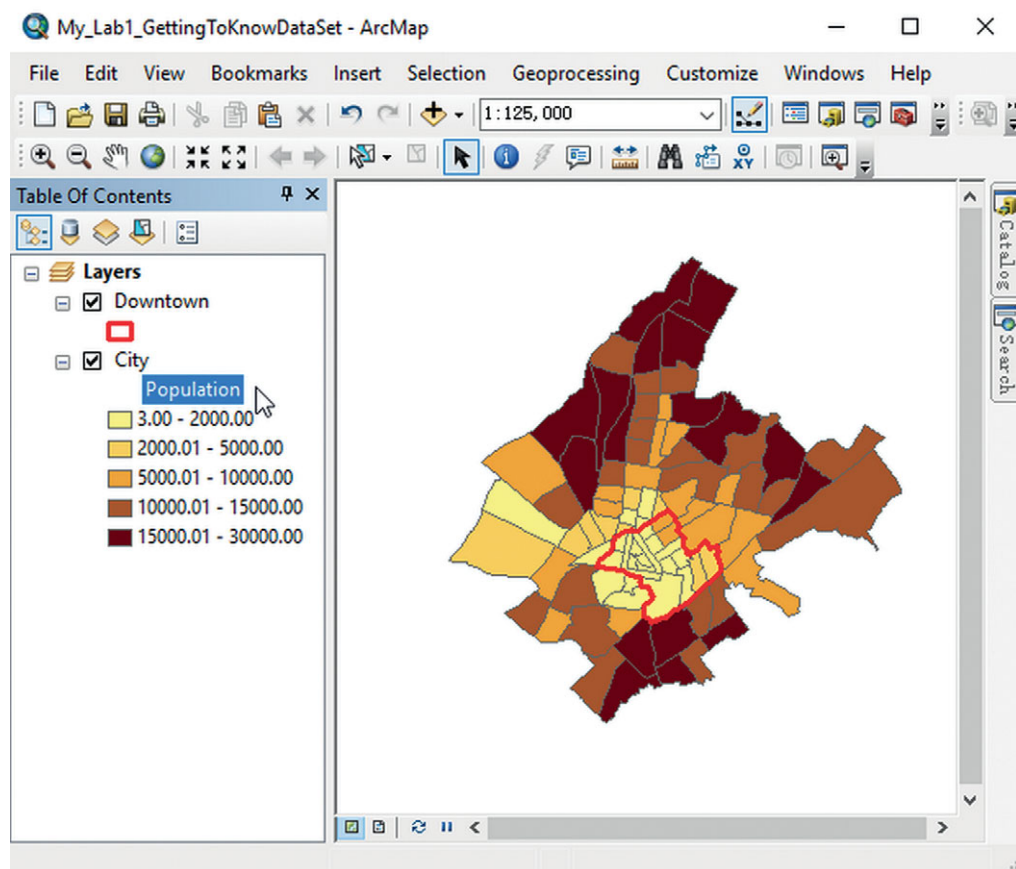 My_Lab1_GettingToKnowDataSet - ArcMap
File Edit View Bookmarks Insert Selection Geoprocessing Customize Windows Help
1:125,000
XY
Table Of Contents
Layers
Downtown
City
Population
3.00 - 2000.00
2000.01 - 5000.00
5000.01 - 10000.00
10000.01 - 15000.00
15000.01 - 30000.00
Catalog
Search